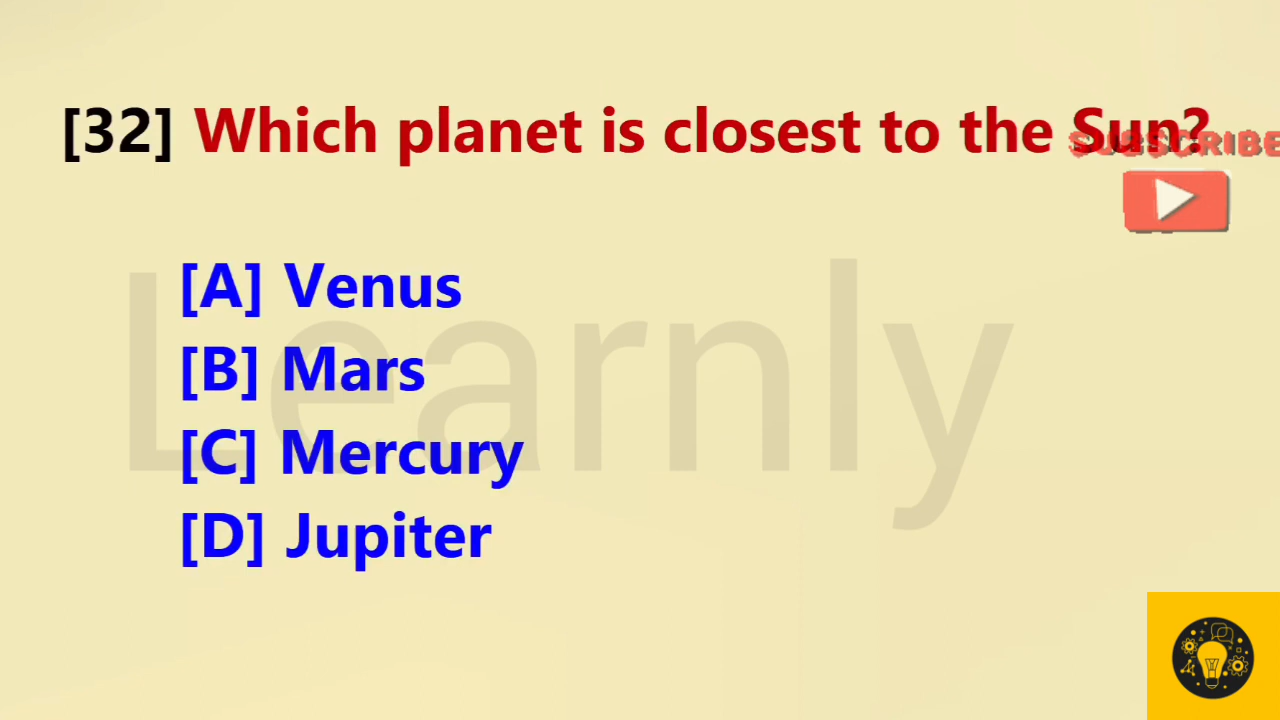 [32] Which planet is closest to the Sun?
SUBSCRIBE
[A] Venus
[B] Mars
[C] Mercury
[D] Jupiter
Learnly